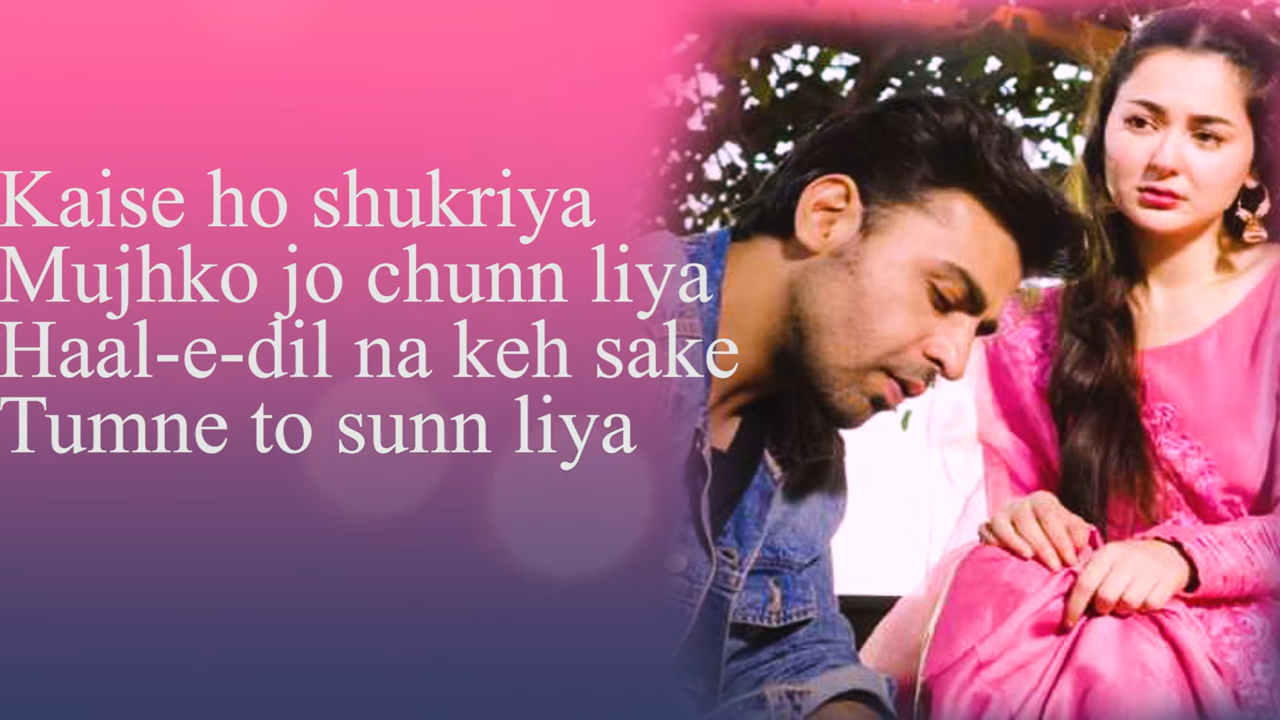 Kaise ho shukriya
Mujhko jo chunn liya
Haal-e-dil na keh sake
Tumne to sunn liya